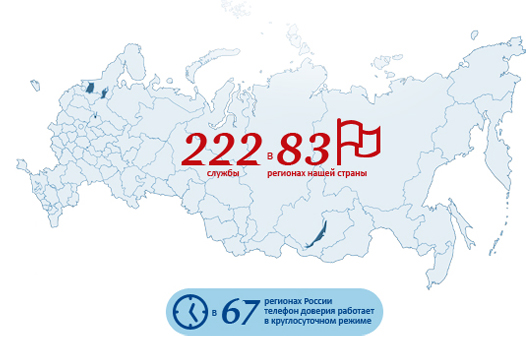 222 в 83
службы регионах нашей страны
в 67 регионах России
телефон доверия работает
в круглосуточном режиме